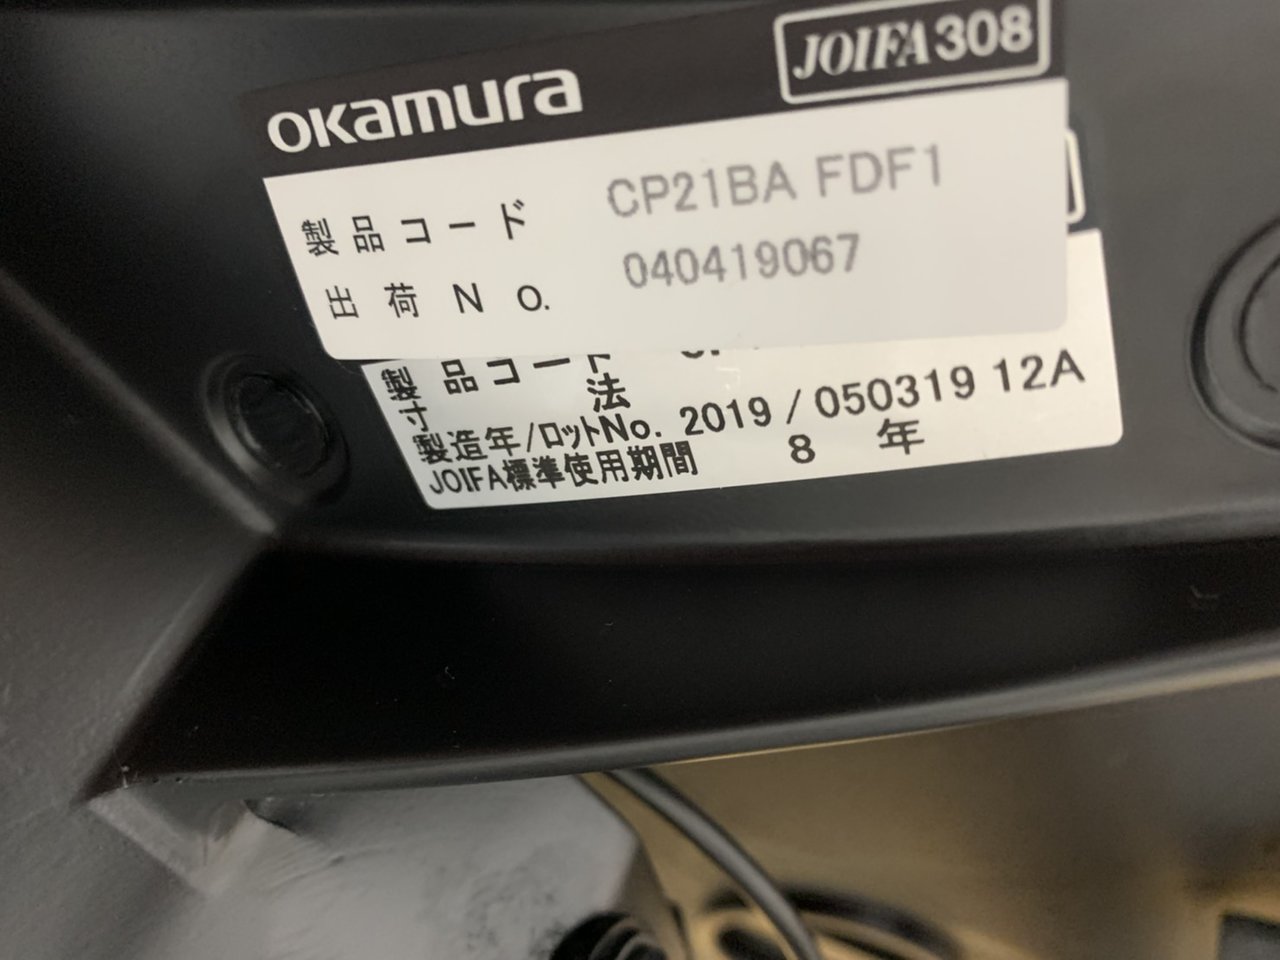 okamura
JOIFA308
製品コード CP21BA FDF1
出荷No. 040419067
製品コード
寸法
製造年/ロットNo. 2019 / 050319 12A
JOIFA標準使用期間 8 年